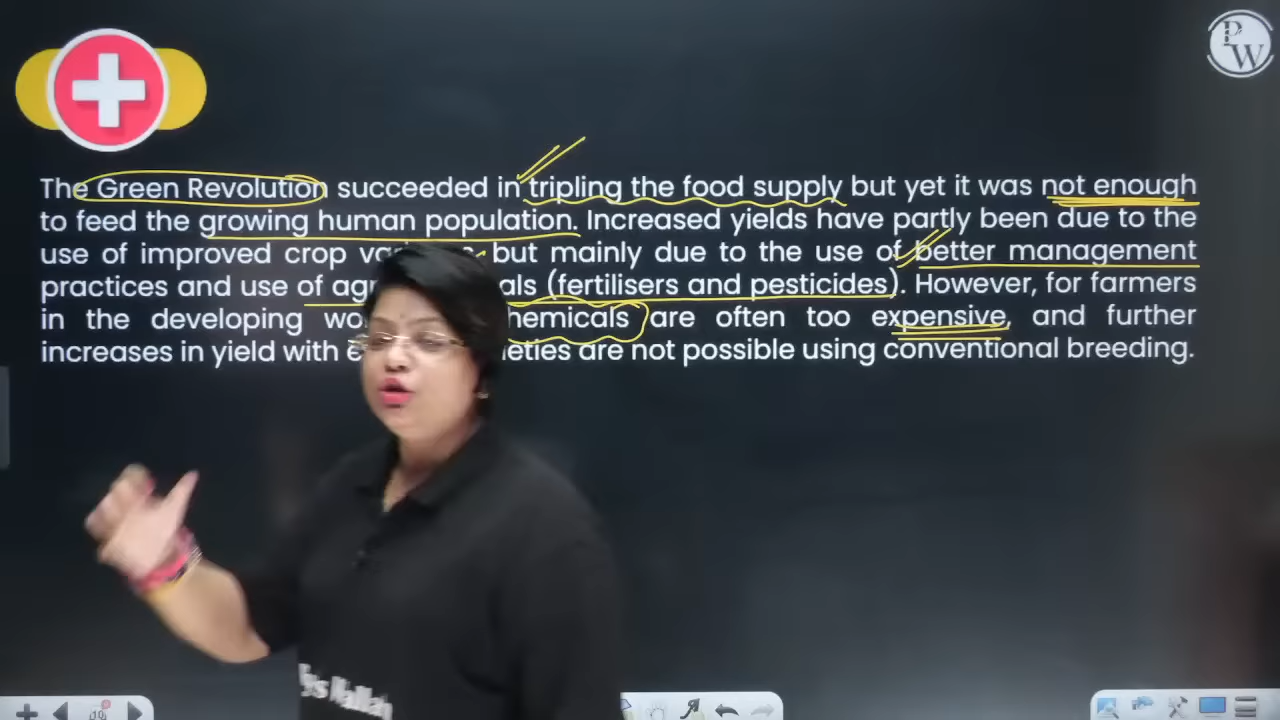 PW
The Green Revolution succeeded in tripling the food supply but yet it was not enough
to feed the growing human population. Increased yields have partly been due to the
use of improved crop but mainly due to the use of better management
practices and use of (fertilisers and pesticides). However, for farmers
in the developing are often too expensive, and further
increases in yield with are not possible using conventional breeding.
10